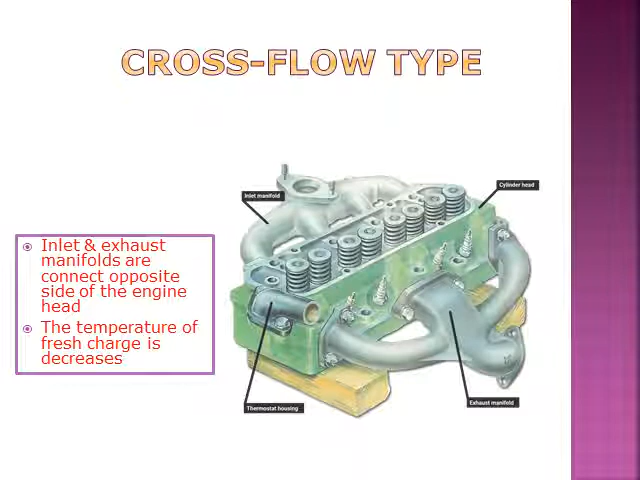 CROSS-FLOW TYPE
Cylinder head
Inlet manifold
Inlet & exhaust
manifolds are
connect opposite
side of the engine
head
The temperature of
fresh charge is
decreases
Thermostat housing
Exhaust manifold